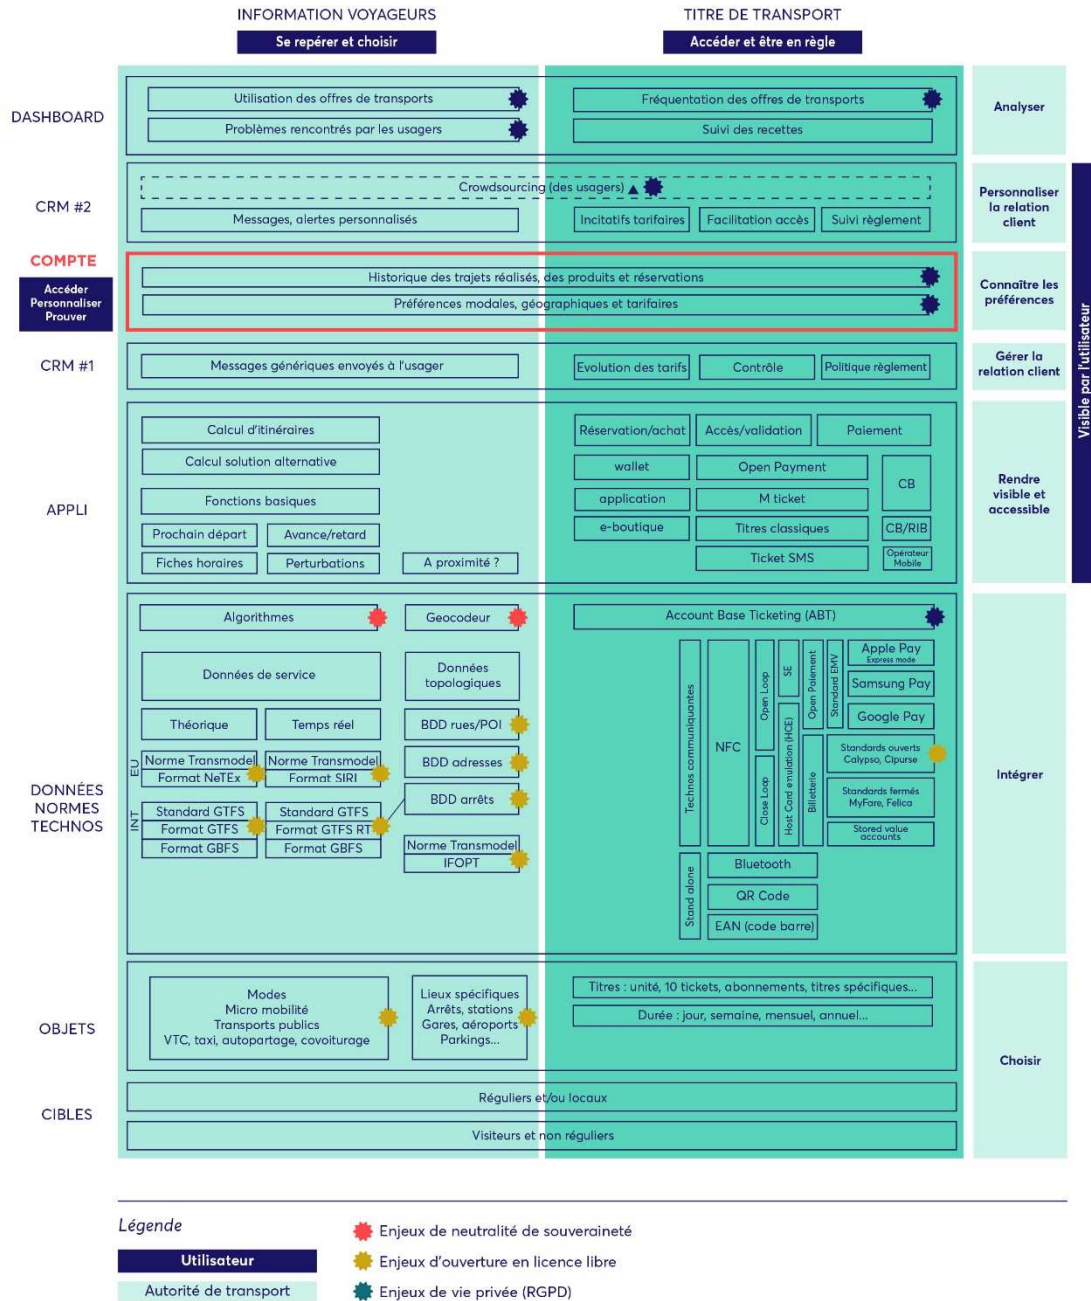 INFORMATION VOYAGEURS
TITRE DE TRANSPORT
Se repérer et choisir
Accéder et être en règle
DASHBOARD
Utilisation des offres de transports
Problèmes rencontrés par les usagers
Fréquentation des offres de transports
Suivi des recettes
Analyser
CRM #2
Crowdsourcing (des usagers) ▲
Messages, alertes personnalisés
Incitatifs tarifaires
Facilitation accès
Suivi règlement
Personnaliser
la relation
client
COMPTE
Accéder
Personnaliser
Prouver
Historique des trajets réalisés, des produits et réservations
Préférences modales, géographiques et tarifaires
Connaître les
préférences
CRM #1
Messages génériques envoyés à l'usager
Evolution des tarifs
Contrôle
Politique règlement
Gérer la
relation client
Visible par l'utilisateur
APPLI
Calcul d'itinéraires
Calcul solution alternative
Fonctions basiques
Prochain départ
Avance/retard
Fiches horaires
Perturbations
A proximité ?
Réservation/achat
Accès/validation
Paiement
wallet
Open Payment
CB
application
M ticket
e-boutique
Titres classiques
CB/RIB
Ticket SMS
Opérateur
Mobile
Rendre
visible et
accessible
DONNÉES
NORMES
TECHNOS
Algorithmes
Geocodeur
Données de service
Données
topologiques
Théorique
Temps réel
BDD rues/POI
EU
Norme Transmodel
Format NeTEx
Norme Transmodel
Format SIRI
BDD adresses
INT
Standard GTFS
Format GTFS
Format GBFS
Standard GTFS
Format GTFS RT
Format GBFS
BDD arrêts
Norme Transmodel
IFOPT
Account Base Ticketing (ABT)
Technos communiquantes
NFC
Open Loop
Close Loop
SE
Host Card emulation (HCE)
Open Paiement
Billetterie
Standard EMV
Apple Pay
Express mode
Samsung Pay
Google Pay
Standards ouverts
Calypso, Cipurse
Standards fermés
MyFare, Felica
Stored value
accounts
Stand alone
Bluetooth
QR Code
EAN (code barre)
Intégrer
OBJETS
Modes
Micro mobilité
Transports publics
VTC, taxi, autopartage, covoiturage
Lieux spécifiques
Arrêts, stations
Gares, aéroports
Parkings...
Titres : unité, 10 tickets, abonnements, titres spécifiques...
Durée : jour, semaine, mensuel, annuel...
Choisir
CIBLES
Réguliers et/ou locaux
Visiteurs et non réguliers
Légende
Utilisateur
Autorité de transport
Enjeux de neutralité de souveraineté
Enjeux d'ouverture en licence libre
Enjeux de vie privée (RGPD)